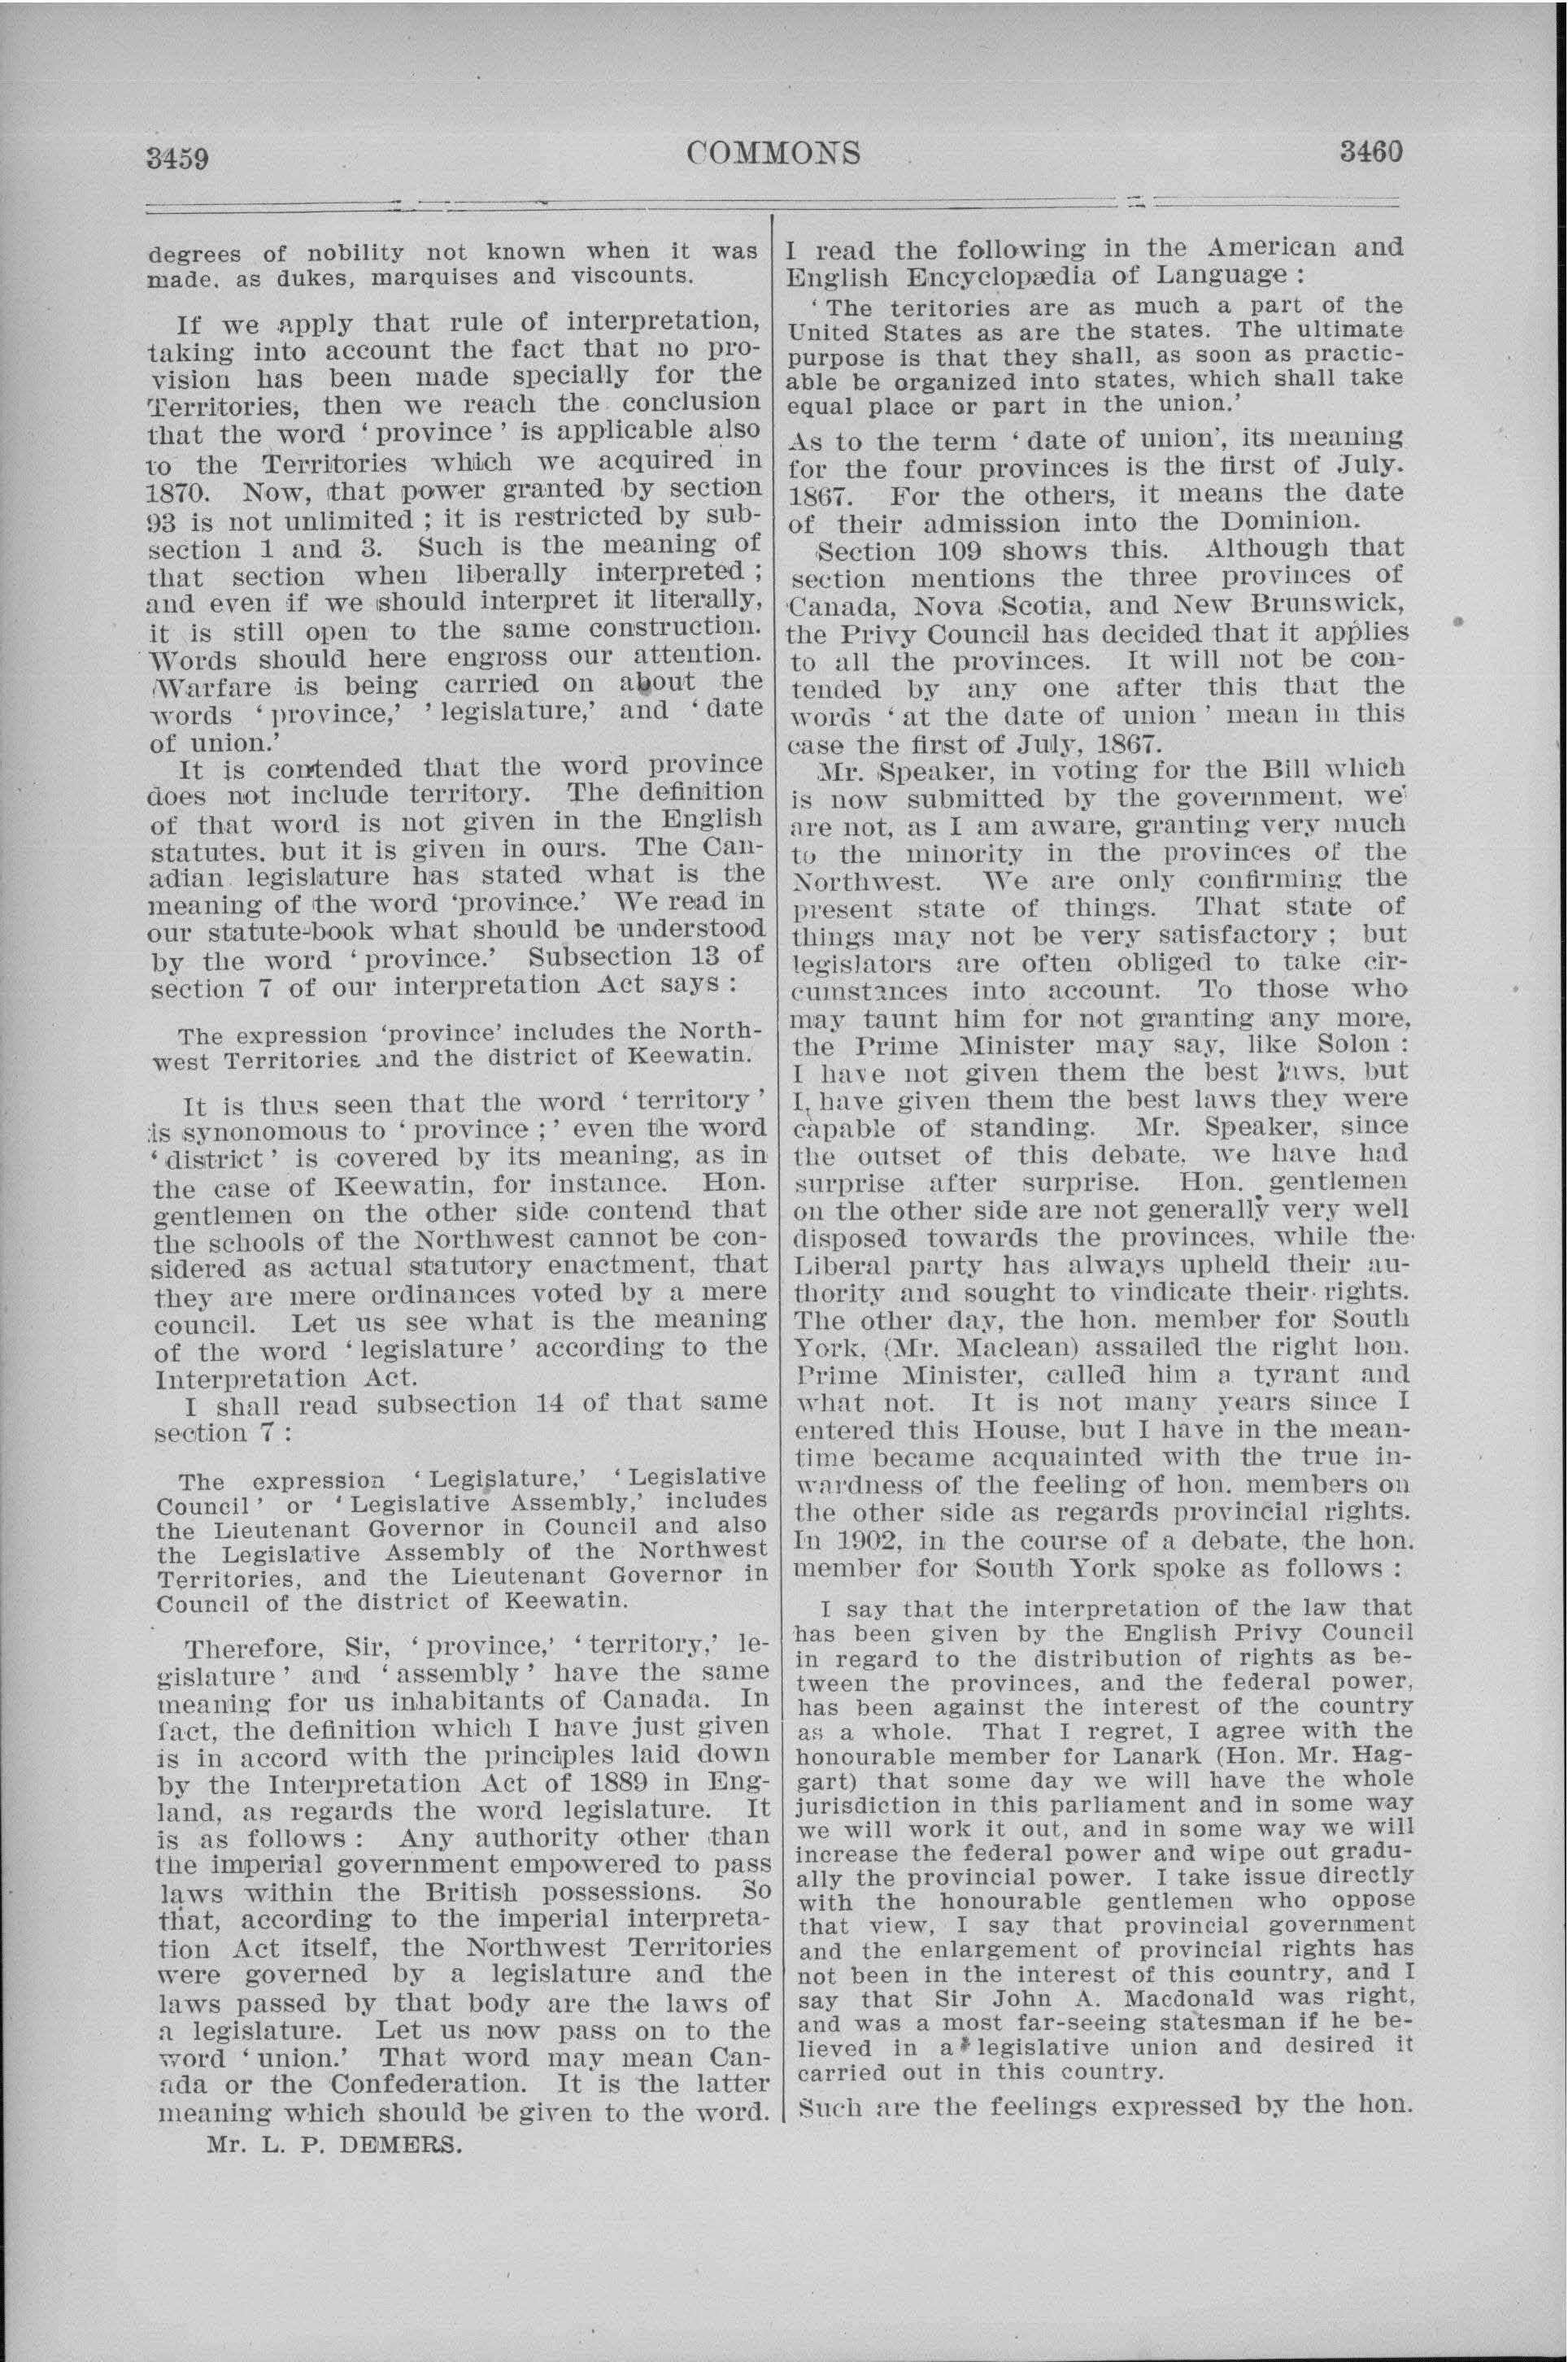 3459
COMMONS
3460
degrees of nobility not known when it was
made, as dukes, marquises and viscounts.
If we apply that rule of interpretation,
taking into account the fact that no pro-
vision has been made specially for the
Territories, then we reach the conclusion
that the word ‘ province ’ is applicable also
to the Territories which we acquired in
1870. Now, that power granted by section
93 is not unlimited ; it is restricted by sub-
section 1 and 3. Such is the meaning of
that section when liberally interpreted ;
and even if we should interpret it literally,
it is still open to the same construction.
Words should here engross our attention.
Warfare is being carried on about the
words ‘ province,’ ’ legislature,’ and ‘ date
of union.’
It is contended that the word province
does not include territory. The definition
of that word is not given in the English
statutes, but it is given in ours. The Can-
adian legislature has stated what is the
meaning of the word ‘province.’ We read in
our statute-book what should be understood
by the word ‘ province.’ Subsection 13 of
section 7 of our interpretation Act says :
The expression ‘province’ includes the North-
west Territories and the district of Keewatin.
It is thus seen that the word ‘ territory ’
is synonomous to ‘ province ; ’ even the word
‘ district ’ is covered by its meaning, as in
the case of Keewatin, for instance. Hon.
gentlemen on the other side contend that
the schools of the Northwest cannot be con-
sidered as actual statutory enactment, that
they are mere ordinances voted by a mere
council. Let us see what is the meaning
of the word ‘ legislature ’ according to the
Interpretation Act.
I shall read subsection 14 of that same
section 7 :
The expression ‘ Legislature,’ ‘ Legislative
Council ’ or ‘ Legislative Assembly,’ includes
the Lieutenant Governor in Council and also
the Legislative Assembly of the Northwest
Territories, and the Lieutenant Governor in
Council of the district of Keewatin.
Therefore, Sir, ‘ province,’ ‘ territory,’ le-
gislature ’ and ‘ assembly ’ have the same
meaning for us inhabitants of Canada. In
fact, the definition which I have just given
is in accord with the principles laid down
by the Interpretation Act of 1889 in Eng-
land, as regards the word legislature. It
is as follows : Any authority other than
the imperial government empowered to pass
laws within the British possessions. So
that, according to the imperial interpreta-
tion Act itself, the Northwest Territories
were governed by a legislature and the
laws passed by that body are the laws of
a legislature. Let us now pass on to the
word ‘ union.’ That word may mean Can-
ada or the Confederation. It is the latter
meaning which should be given to the word.
Mr. L. P. DEMERS.
I read the following in the American and
English Encyclopædia of Language :
‘ The teritories are as much a part of the
United States as are the states. The ultimate
purpose is that they shall, as soon as practic-
able be organized into states, which shall take
equal place or part in the union.’
As to the term ‘ date of union’, its meaning
for the four provinces is the first of July.
1867. For the others, it means the date
of their admission into the Dominion.
Section 109 shows this. Although that
section mentions the three provinces of
Canada, Nova Scotia, and New Brunswick,
the Privy Council has decided that it applies
to all the provinces. It will not be con-
tended by any one after this that the
words ‘ at the date of union ’ mean in this
case the first of July, 1867.
Mr. Speaker, in voting for the Bill which
is now submitted by the government, we
are not, as I am aware, granting very much
to the minority in the provinces of the
Northwest. We are only confirming the
present state of things. That state of
things may not be very satisfactory ; but
legislators are often obliged to take cir-
cumstances into account. To those who
may taunt him for not granting any more,
the Prime Minister may say, like Solon :
I have not given them the best laws, but
I have given them the best laws they were
capable of standing. Mr. Speaker, since
the outset of this debate, we have had
surprise after surprise. Hon. gentlemen
on the other side are not generally very well
disposed towards the provinces, while the
Liberal party has always upheld their au-
thority and sought to vindicate their rights.
The other day, the hon. member for South
York, (Mr. Maclean) assailed the right hon.
Prime Minister, called him a tyrant and
what not. It is not many years since I
entered this House, but I have in the mean-
time became acquainted with the true in-
wardness of the feeling of hon. members on
the other side as regards provincial rights.
In 1902, in the course of a debate, the hon.
member for South York spoke as follows :
I say that the interpretation of the law that
has been given by the English Privy Council
in regard to the distribution of rights as be-
tween the provinces, and the federal power,
has been against the interest of the country
as a whole. That I regret, I agree with the
honourable member for Lanark (Hon. Mr. Hag-
gart) that some day we will have the whole
jurisdiction in this parliament and in some way
we will work it out, and in some way we will
increase the federal power and wipe out gradu-
ally the provincial power. I take issue directly
with the honourable gentlemen who oppose
that view, I say that provincial government
and the enlargement of provincial rights has
not been in the interest of this country, and I
say that Sir John A. Macdonald was right,
and was a most far-seeing statesman if he be-
lieved in a legislative union and desired it
carried out in this country.
Such are the feelings expressed by the hon.